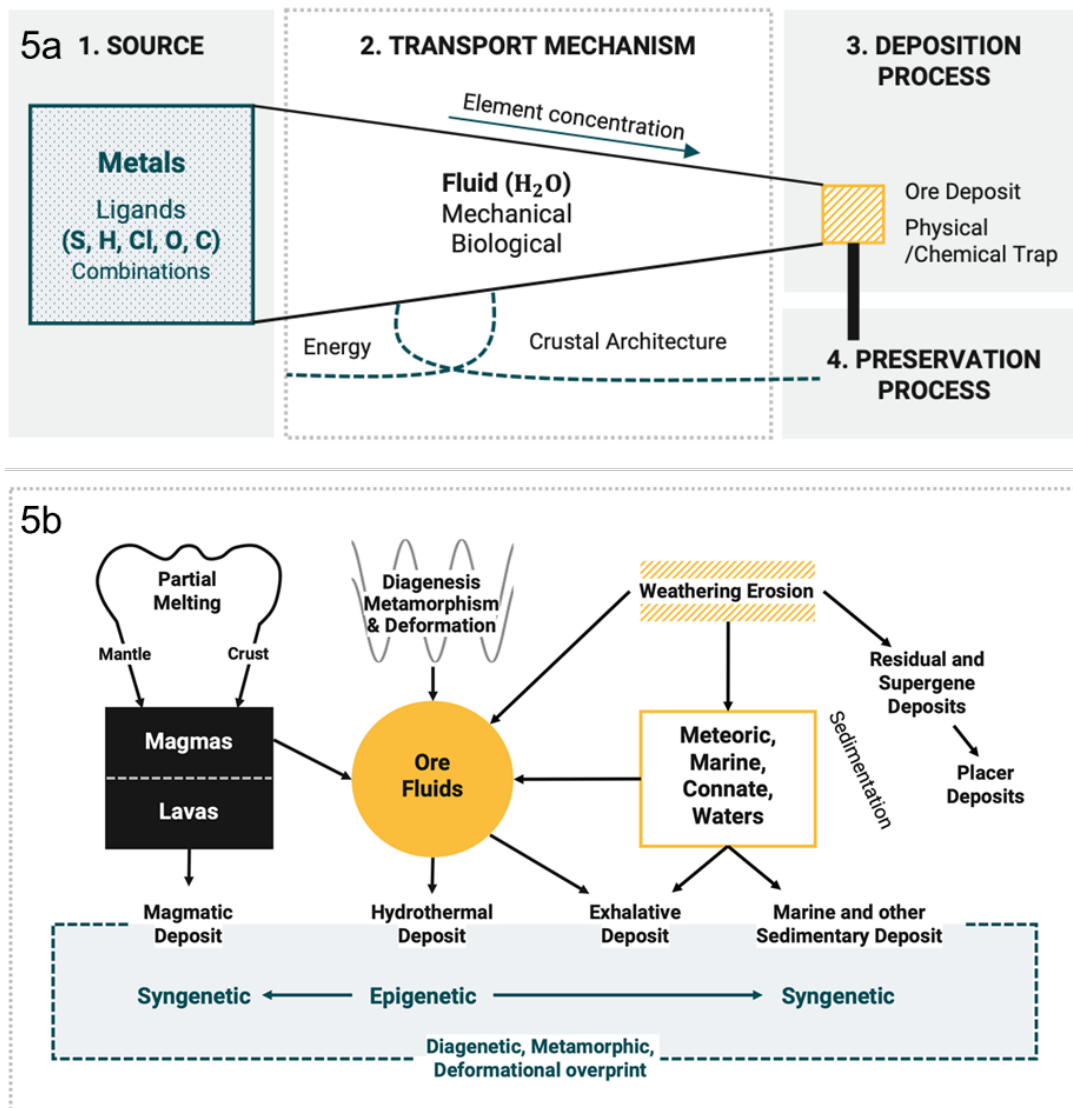 5a
1. SOURCE
2. TRANSPORT MECHANISM
3. DEPOSITION
PROCESS
Metals
Ligands
(S, H, Cl, O, C)
Combinations
Element concentration
Fluid (H₂O)
Mechanical
Biological
Energy
Crustal Architecture
Ore Deposit
Physical
/Chemical Trap
4. PRESERVATION
PROCESS
5b
Partial
Melting
Mantle
Crust
Magmas
Lavas
Diagenesis
Metamorphism
& Deformation
Ore
Fluids
Weathering Erosion
Meteoric,
Marine,
Connate,
Waters
Sedimentation
Residual and
Supergene
Deposits
Placer
Deposits
Magmatic
Deposit
Hydrothermal
Deposit
Exhalative
Deposit
Marine and other
Sedimentary Deposit
Syngenetic
Epigenetic
Syngenetic
Diagenetic, Metamorphic,
Deformational overprint